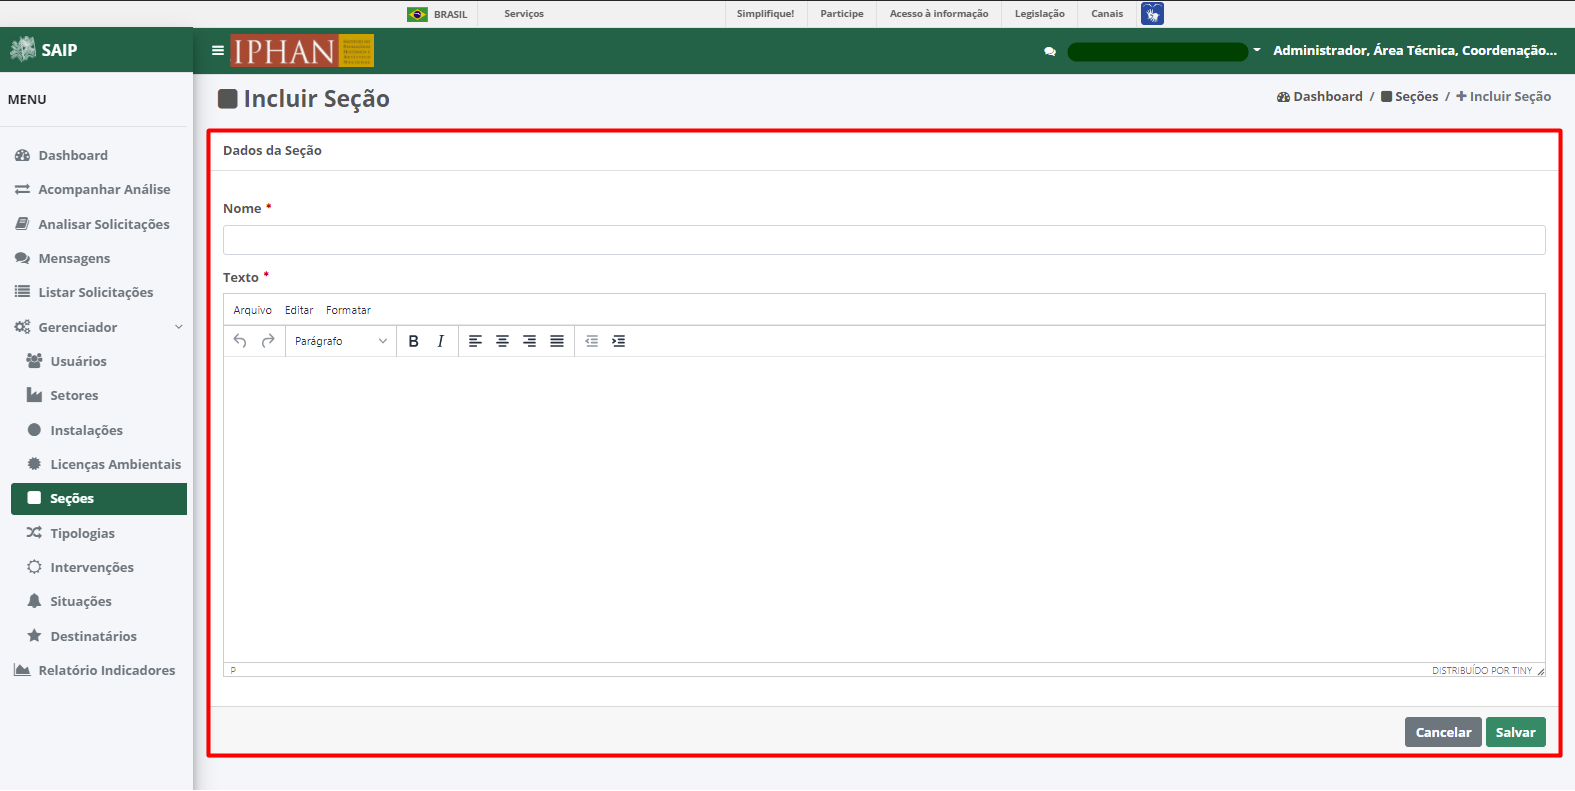 BRASIL Serviços Simplifique! Participe Acesso à informação Legislação Canais
SAIP
IPHAN
Administrador, Área Técnica, Coordenação...
MENU
Incluir Seção
Dashboard / Seções / Incluir Seção
Dashboard
Acompanhar Análise
Analisar Solicitações
Mensagens
Listar Solicitações
Gerenciador
Usuários
Setores
Instalações
Licenças Ambientais
Seções
Tipologias
Intervenções
Situações
Destinatários
Relatório Indicadores
Dados da Seção
Nome *
Texto *
Arquivo Editar Formatar
Parágrafo B I
P
DISTRIBUÍDO POR TINY
Cancelar Salvar